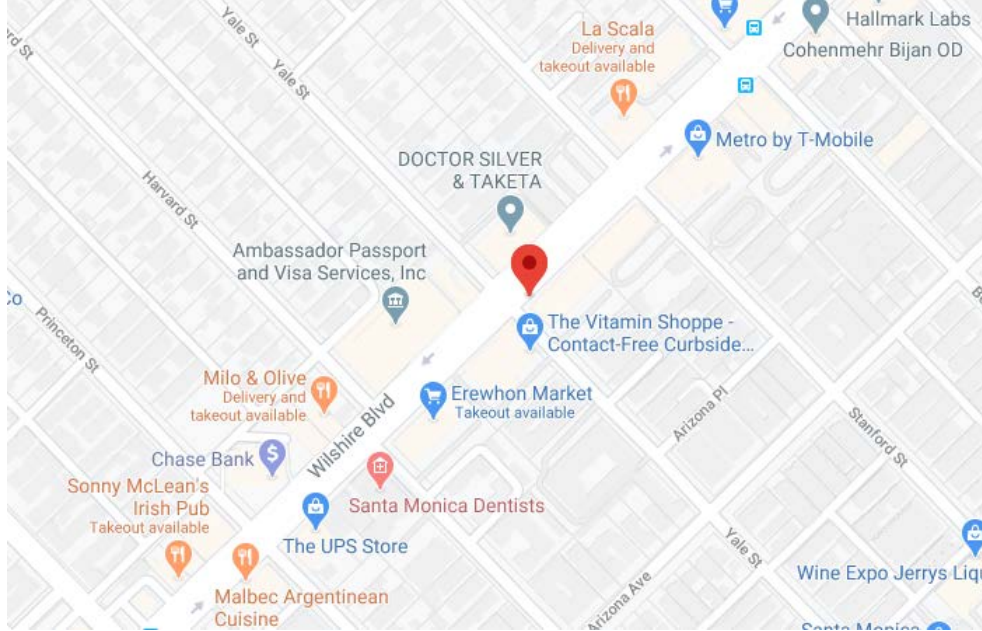 Yale St
La Scala
Delivery and
takeout available
Hallmark Labs
Cohenmehr Bijan OD
Yale St
Metro by T-Mobile
DOCTOR SILVER
& TAKETA
Harvard St
Ambassador Passport
and Visa Services, Inc
Co
Princeton St
The Vitamin Shoppe -
Contact-Free Curbside...
Milo & Olive
Delivery and
takeout available
Erewhon Market
Takeout available
Wilshire Blvd
Arizona Pl
Stanford St
Chase Bank
Sonny McLean's
Irish Pub
Takeout available
Santa Monica Dentists
The UPS Store
Yale St
Wine Expo Jerrys Liqu
Malbec Argentinean
Cuisine
Arizona Ave
Santa Monica